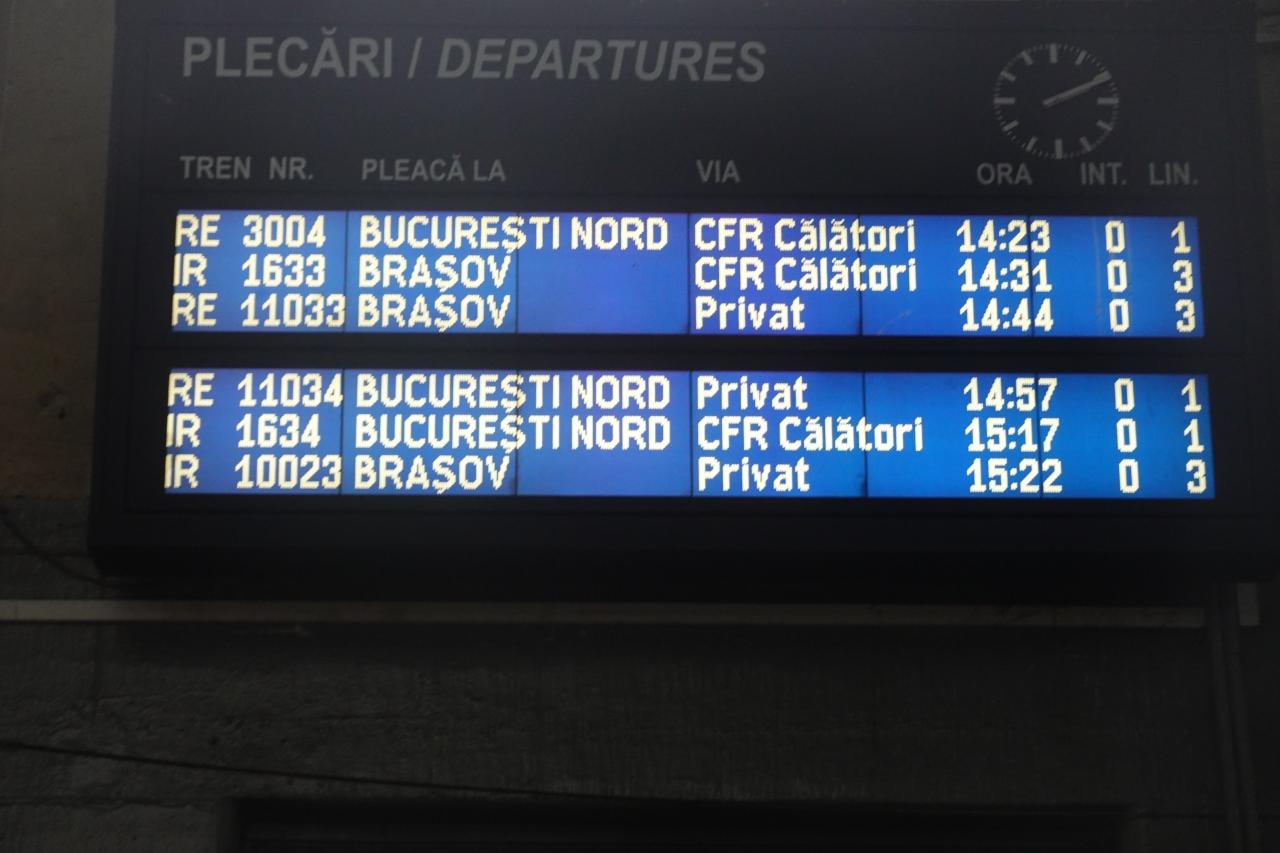 PLECĂRI / DEPARTURES
TREN NR. PLEACĂ LA VIA ORA INT. LIN.
RE 3004 BUCUREȘTI NORD CFR Călători 14:23 0 1
IR 1633 BRAȘOV CFR Călători 14:31 0 3
RE 11033 BRAȘOV Privat 14:44 0 3
RE 11034 BUCUREȘTI NORD Privat 14:57 0 1
IR 1634 BUCUREȘTI NORD CFR Călători 15:17 0 1
IR 10023 BRAȘOV Privat 15:22 0 3